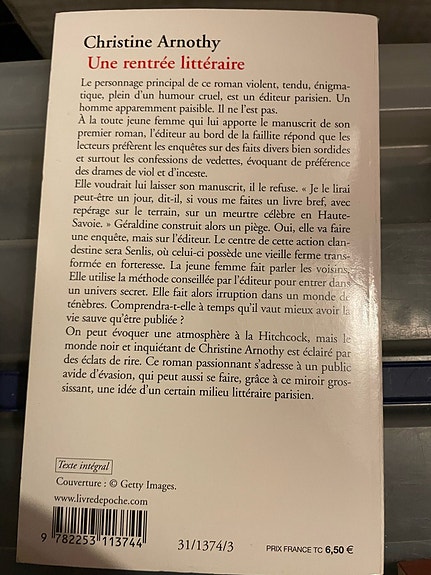 Christine Arnothy
Une rentrée littéraire
Le personnage principal de ce roman violent, tendu, énigma-
tique, plein d'un humour cruel, est un éditeur parisien. Un
homme apparemment paisible. Il ne l'est pas.
À la toute jeune femme qui lui apporte le manuscrit de son
premier roman, l'éditeur au bord de la faillite répond que les
lecteurs préfèrent les enquêtes sur des faits divers bien sordides
et surtout les confessions de vedettes, évoquant de préférence
des drames de viol et d'inceste.
Elle voudrait lui laisser son manuscrit, il le refuse. « Je le lirai
peut-être un jour, dit-il, si vous me faites un livre bref, avec
repérage sur le terrain, sur un meurtre célèbre en Haute-
Savoie. » Géraldine construit alors un piège. Oui, elle va faire
une enquête, mais sur l'éditeur. Le centre de cette action clan-
destine sera Senlis, où celui-ci possède une vieille ferme trans-
formée en forteresse. La jeune femme fait parler les voisins.
Elle utilise la méthode conseillée par l'éditeur pour entrer dans
un univers secret. Elle fait alors irruption dans un monde de
ténèbres. Comprendra-t-elle à temps qu'il vaut mieux avoir la
vie sauve qu'être publiée ?
On peut évoquer une atmosphère à la Hitchcock, mais le
monde noir et inquiétant de Christine Arnothy est éclairé par
des éclats de rire. Ce roman passionnant s'adresse à un public
avide d'évasion, qui peut aussi se faire, grâce à ce miroir gros-
sissant, une idée d'un certain milieu littéraire parisien.
Texte intégral
Couverture : © Getty Images.
www.livredepoche.com
9 782253 113744
31/1374/3
PRIX FRANCE TC 6,50 €